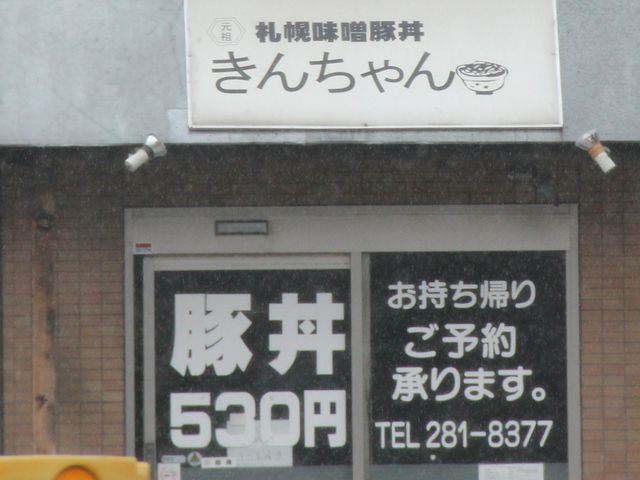 元祖
札幌味噌豚丼
きんちゃん
豚丼
530円
お持ち帰り
ご予約
承ります。
TEL 281-8377